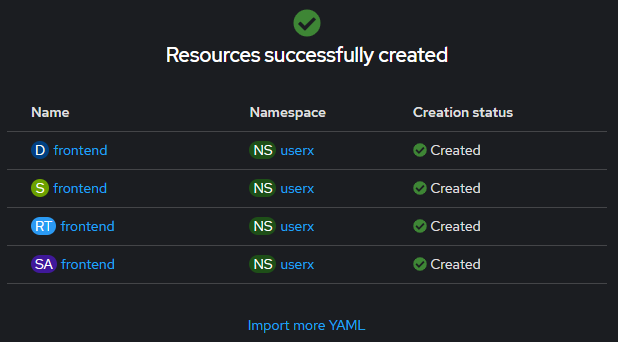 Resources successfully created
Name Namespace Creation status
D frontend NS userx Created
S frontend NS userx Created
RT frontend NS userx Created
SA frontend NS userx Created
Import more YAML